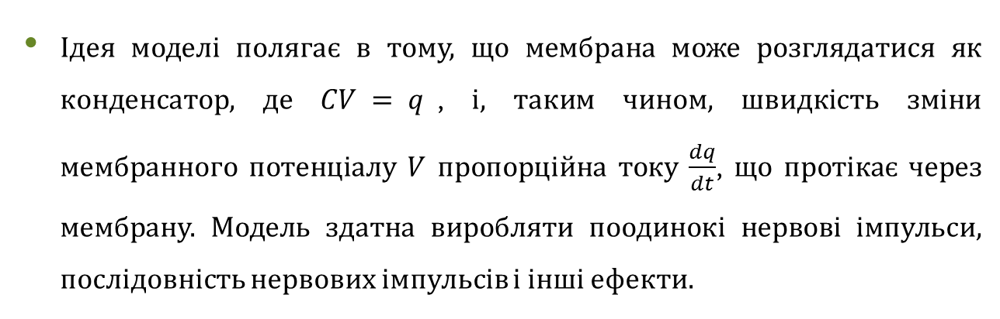 • Ідея моделі полягає в тому, що мембрана може розглядатися як
конденсатор, де CV = q , і, таким чином, швидкість зміни
мембранного потенціалу V пропорційна току dq/dt, що протікає через
мембрану. Модель здатна виробляти поодинокі нервові імпульси,
послідовність нервових імпульсів і інші ефекти.